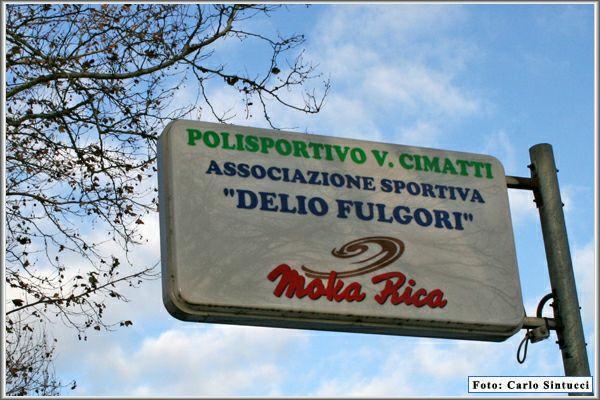 POLISPORTIVO V. CIMATTI
ASSOCIAZIONE SPORTIVA
"DELIO FULGORI"
Moka Rica
Foto: Carlo Sintucci